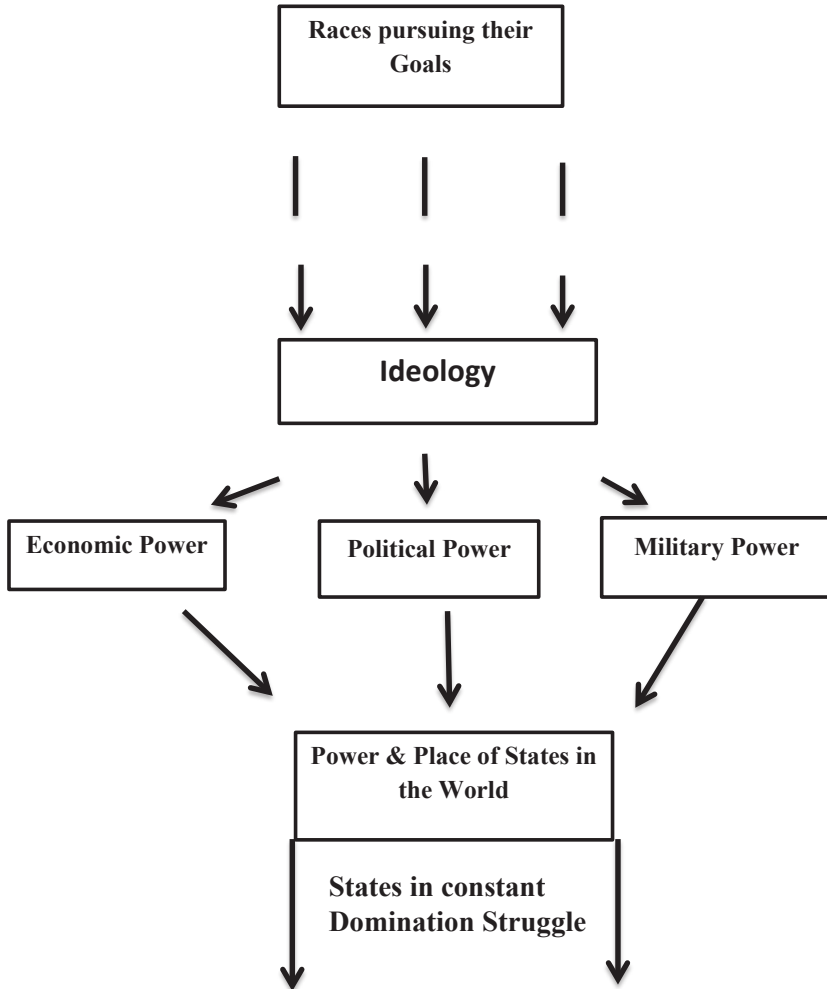 Races pursuing their
Goals
Ideology
Economic Power
Political Power
Military Power
Power & Place of States in
the World
States in constant
Domination Struggle